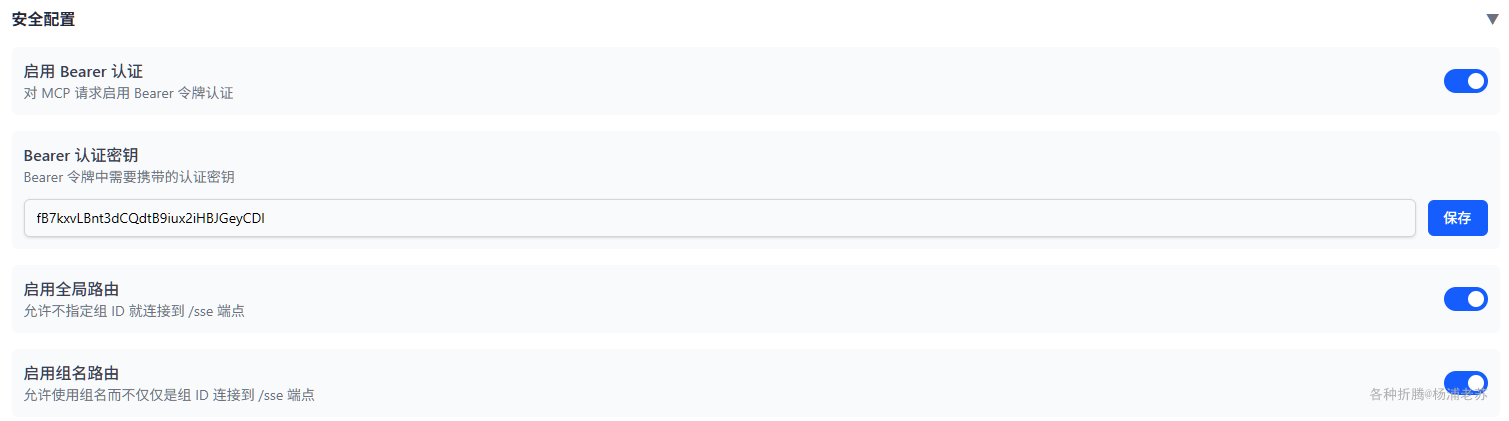 安全配置
启用 Bearer 认证
对 MCP 请求启用 Bearer 令牌认证
Bearer 认证密钥
Bearer 令牌中需要携带的认证密钥
fB7kxvLBnt3dCQdtB9iux2iHBJGeyCDI
保存
启用全局路由
允许不指定组 ID 就连接到 /sse 端点
启用组名路由
允许使用组名而不仅仅是组 ID 连接到 /sse 端点
各种折腾@杨浦老苏